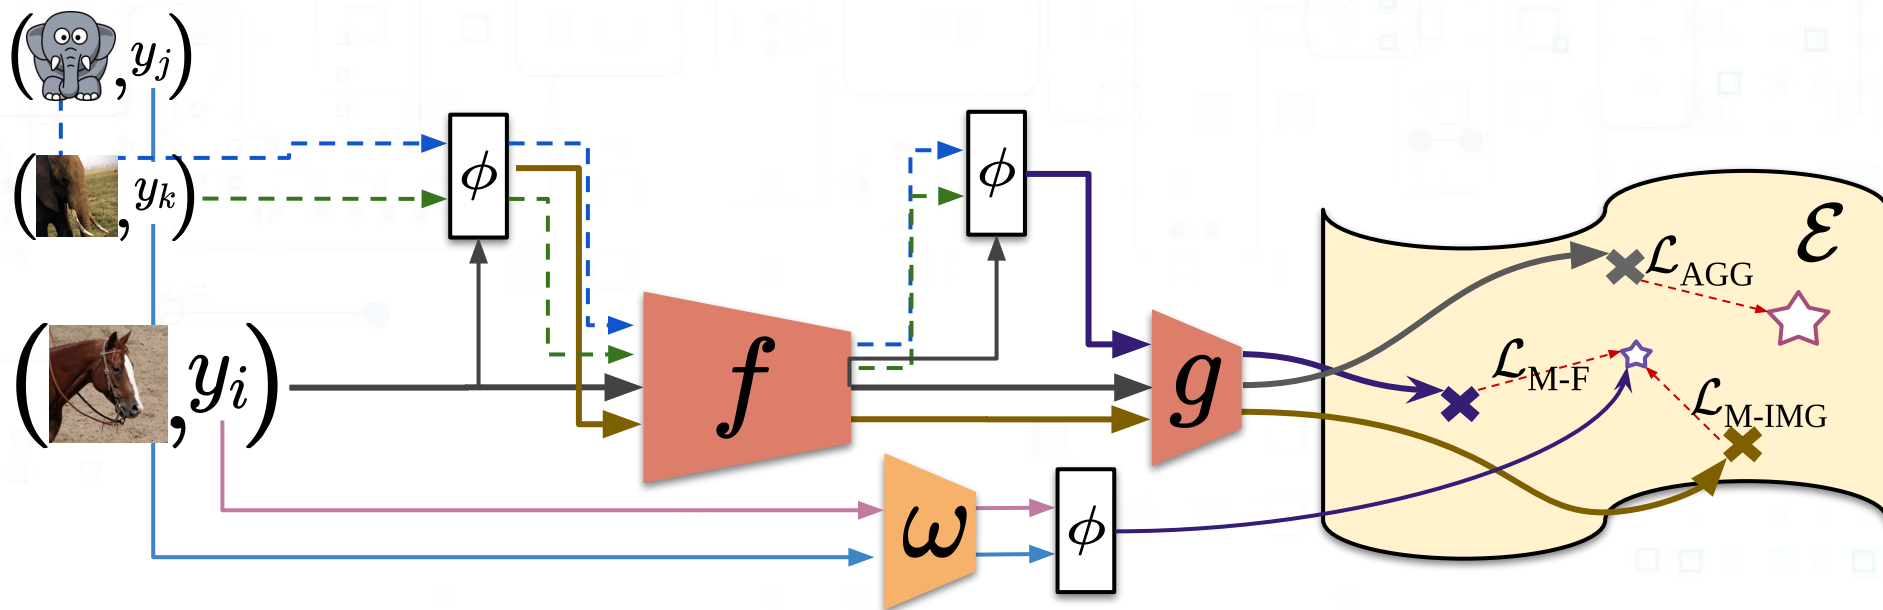 ( , y_j )
( , y_k )
( , y_i )
ϕ
ϕ
f
g
ω
ϕ
ℰ
ℒ_AGG
ℒ_M-F
ℒ_M-IMG